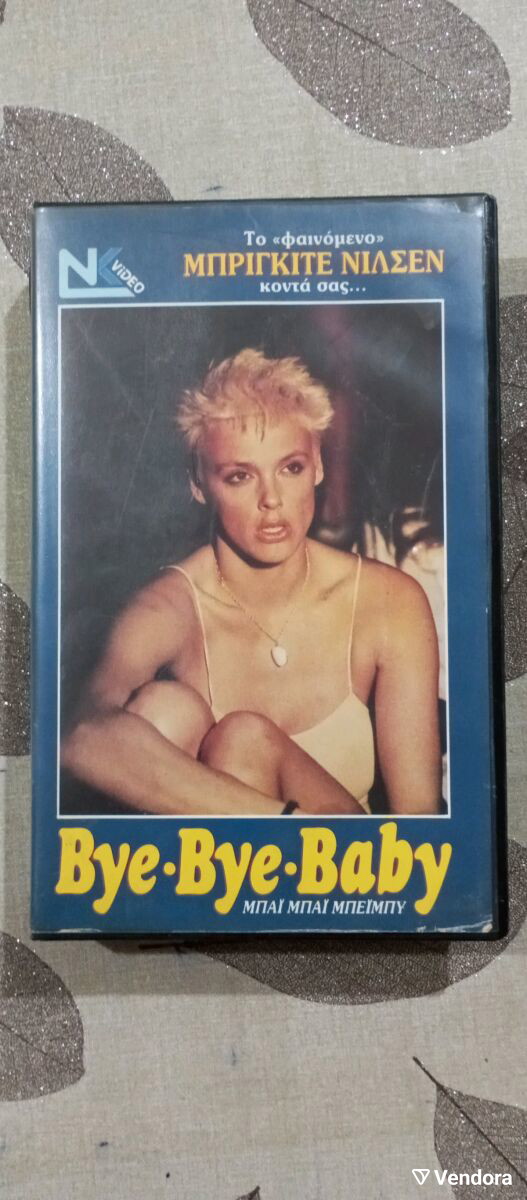 Το «φαινόμενο»
ΜΠΡΙΓΚΙΤΕ ΝΙΛΣΕΝ
κοντά σας...
NK ViDEO
Bye·Bye·Baby
ΜΠΑΪ ΜΠΑΪ ΜΠΕΪΜΠΥ
Vendora